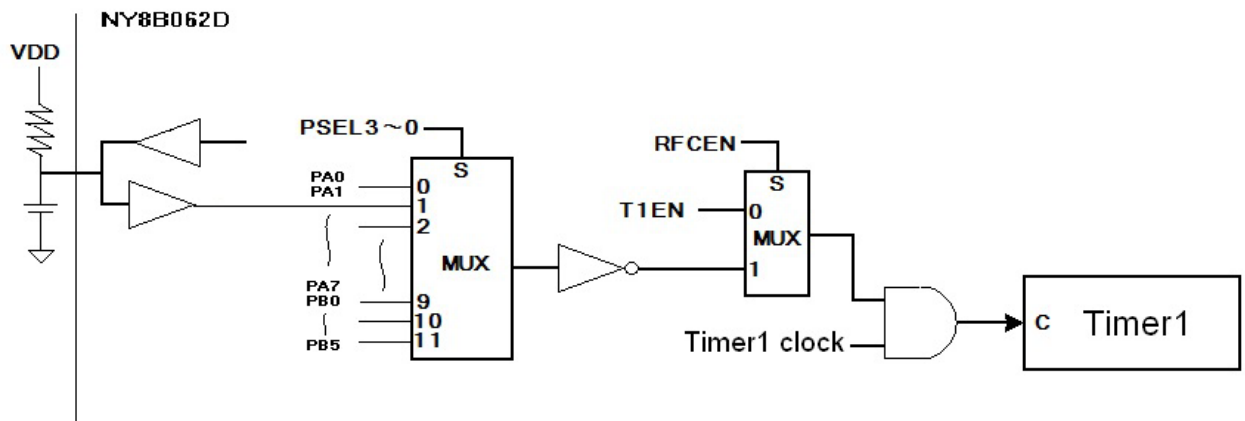 NY8B062D
VDD
PSEL3~0
S
PA0
PA1
0
1
2
MUX
PA7
PB0
9
10
PB5
11
RFCEN
S
T1EN
0
MUX
1
Timer1 clock
C
Timer1